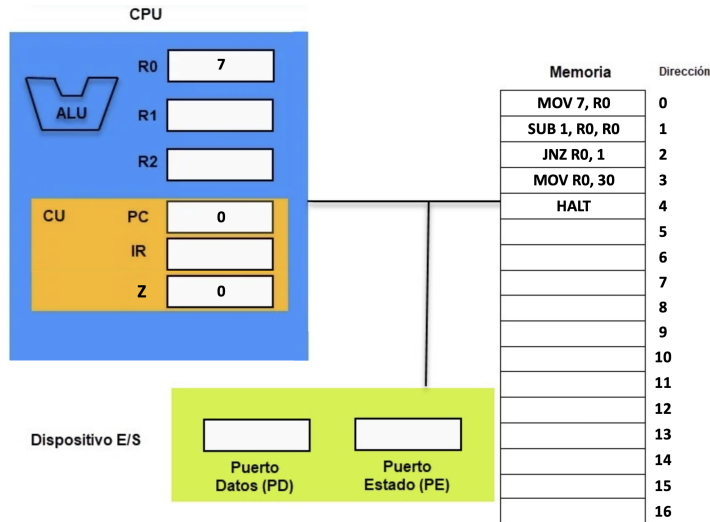 CPU
R0 7
ALU
R1
R2
CU
PC 0
IR
Z 0
Memoria Dirección
MOV 7, R0 0
SUB 1, R0, R0 1
JNZ R0, 1 2
MOV R0, 30 3
HALT 4
5
6
7
8
9
10
11
12
13
14
15
16
Dispositivo E/S
Puerto
Datos (PD)
Puerto
Estado (PE)